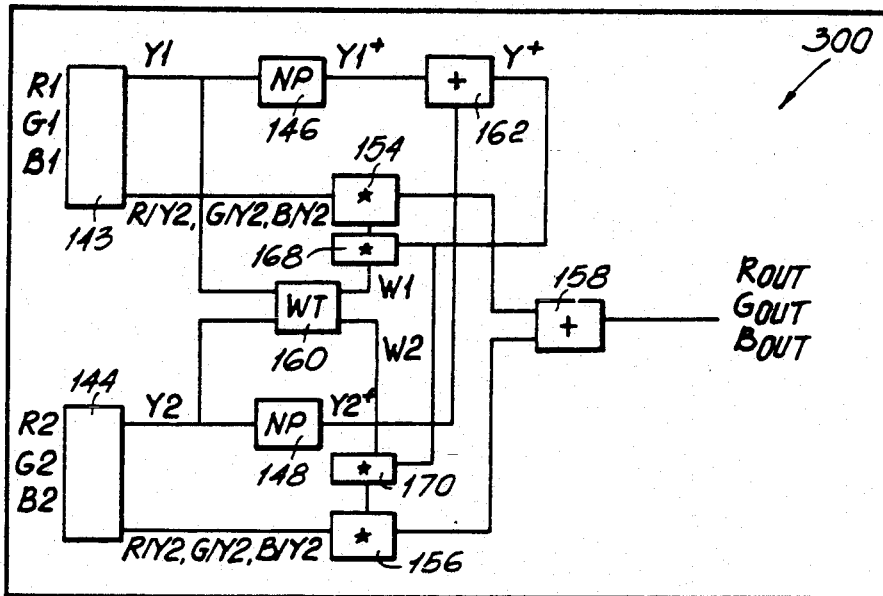 300
Y1
NP
Y1+
+
Y+
R1
G1
B1
146
162
154
*
143
R/Y2, G/Y2, B/Y2
168
*
W1
WT
160
W2
158
+
ROUT
GOUT
BOUT
144
Y2
NP
Y2+
R2
G2
B2
148
*
170
R/Y2, G/Y2, B/Y2
*
156